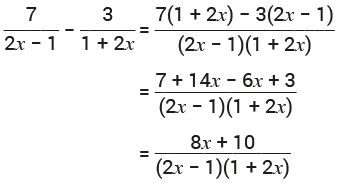 7/(2x − 1) − 3/(1 + 2x) = (7(1 + 2x) − 3(2x − 1))/((2x − 1)(1 + 2x))
= (7 + 14x − 6x + 3)/((2x − 1)(1 + 2x))
= (8x + 10)/((2x − 1)(1 + 2x))